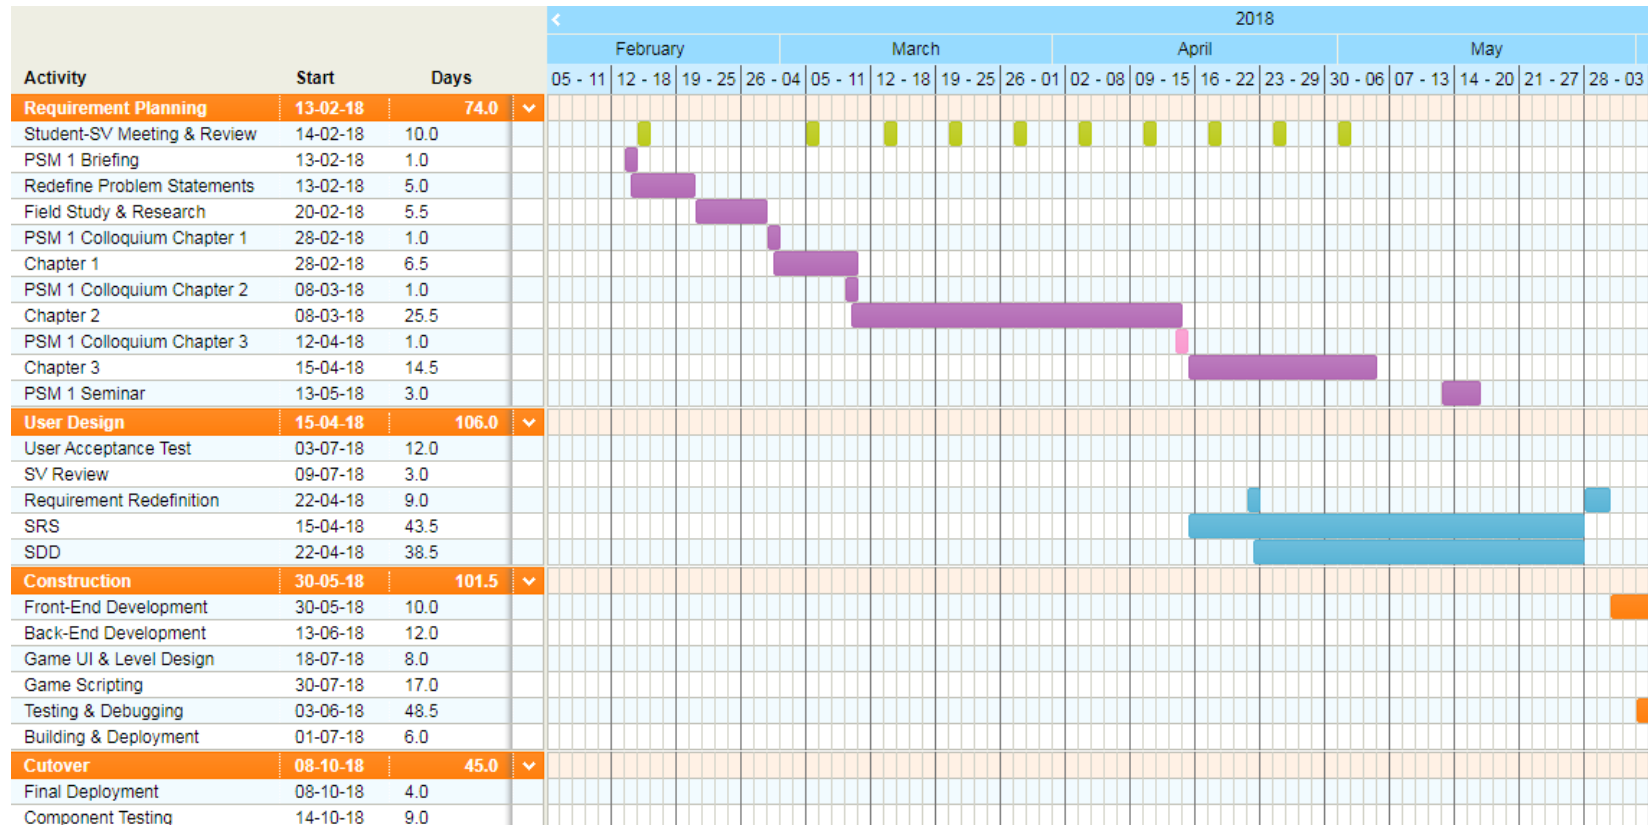 2018
February March April May
Activity Start Days 05 - 11 12 - 18 19 - 25 26 - 04 05 - 11 12 - 18 19 - 25 26 - 01 02 - 08 09 - 15 16 - 22 23 - 29 30 - 06 07 - 13 14 - 20 21 - 27 28 - 03
Requirement Planning 13-02-18 74.0
Student-SV Meeting & Review 14-02-18 10.0
PSM 1 Briefing 13-02-18 1.0
Redefine Problem Statements 13-02-18 5.0
Field Study & Research 20-02-18 5.5
PSM 1 Colloquium Chapter 1 28-02-18 1.0
Chapter 1 28-02-18 6.5
PSM 1 Colloquium Chapter 2 08-03-18 1.0
Chapter 2 08-03-18 25.5
PSM 1 Colloquium Chapter 3 12-04-18 1.0
Chapter 3 15-04-18 14.5
PSM 1 Seminar 13-05-18 3.0
User Design 15-04-18 106.0
User Acceptance Test 03-07-18 12.0
SV Review 09-07-18 3.0
Requirement Redefinition 22-04-18 9.0
SRS 15-04-18 43.5
SDD 22-04-18 38.5
Construction 30-05-18 101.5
Front-End Development 30-05-18 10.0
Back-End Development 13-06-18 12.0
Game UI & Level Design 18-07-18 8.0
Game Scripting 30-07-18 17.0
Testing & Debugging 03-06-18 48.5
Building & Deployment 01-07-18 6.0
Cutover 08-10-18 45.0
Final Deployment 08-10-18 4.0
Component Testing 14-10-18 9.0